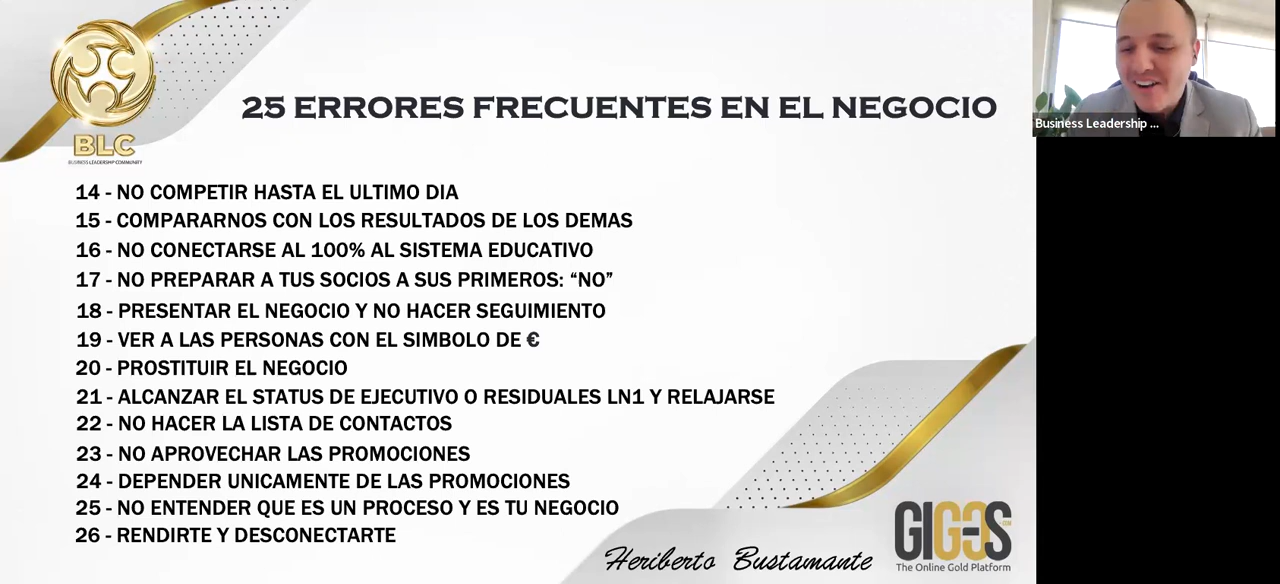 BLC
BUSINESS LEADERSHIP COMMUNITY
25 ERRORES FRECUENTES EN EL NEGOCIO
Business Leadership ...
14 - NO COMPETIR HASTA EL ULTIMO DIA
15 - COMPARARNOS CON LOS RESULTADOS DE LOS DEMAS
16 - NO CONECTARSE AL 100% AL SISTEMA EDUCATIVO
17 - NO PREPARAR A TUS SOCIOS A SUS PRIMEROS: “NO”
18 - PRESENTAR EL NEGOCIO Y NO HACER SEGUIMIENTO
19 - VER A LAS PERSONAS CON EL SIMBOLO DE €
20 - PROSTITUIR EL NEGOCIO
21 - ALCANZAR EL STATUS DE EJECUTIVO O RESIDUALES LN1 Y RELAJARSE
22 - NO HACER LA LISTA DE CONTACTOS
23 - NO APROVECHAR LAS PROMOCIONES
24 - DEPENDER UNICAMENTE DE LAS PROMOCIONES
25 - NO ENTENDER QUE ES UN PROCESO Y ES TU NEGOCIO
26 - RENDIRTE Y DESCONECTARTE
Heriberto Bustamante
GIGOS.COM
The Online Gold Platform